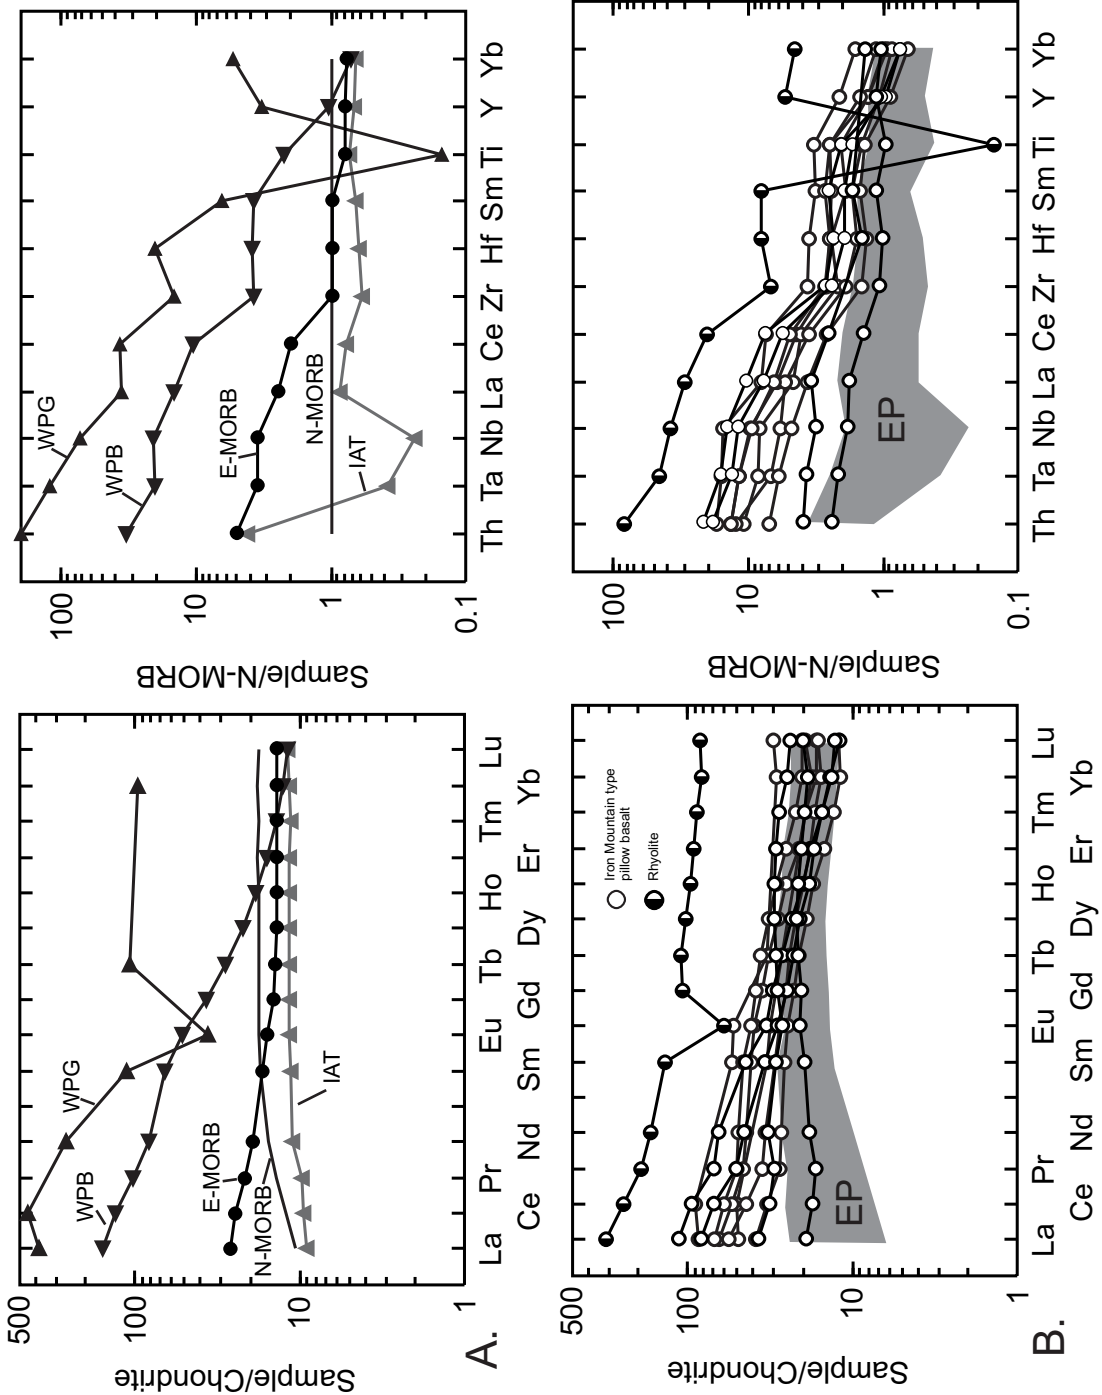 A.
Sample/Chondrite
500
100
10
1
WPG
WPB
E-MORB
N-MORB
IAT
La Pr Eu Tb Ho Tm Lu
Ce Nd Sm Gd Dy Er Yb
Sample/N-MORB
100
10
1
0.1
WPG
WPB
E-MORB
N-MORB
IAT
Th Ta Nb La Ce Zr Hf Sm Ti Y Yb
B.
Sample/Chondrite
500
100
10
1
Iron Mountain type
pillow basalt
Rhyolite
EP
La Pr Eu Tb Ho Tm Lu
Ce Nd Sm Gd Dy Er Yb
Sample/N-MORB
100
10
1
0.1
EP
Th Ta Nb La Ce Zr Hf Sm Ti Y Yb